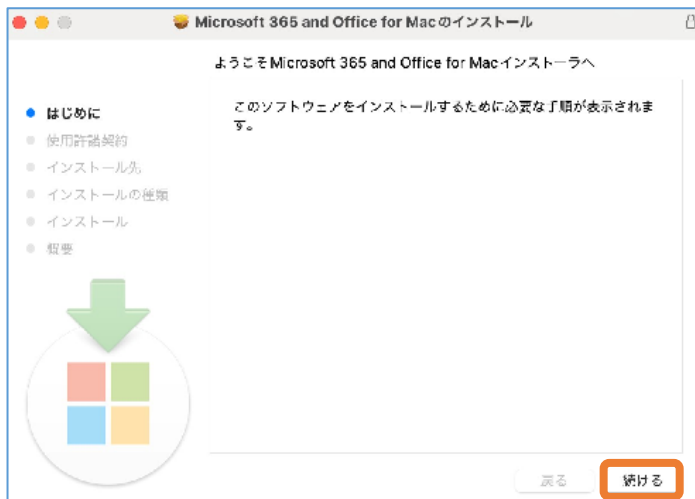 Microsoft 365 and Office for Macのインストール
ようこそMicrosoft 365 and Office for Macインストーラへ
はじめに
使用許諾契約
インストール先
インストールの種類
インストール
概要
このソフトウェアをインストールするために必要な手順が表示されま
す。
戻る
続ける